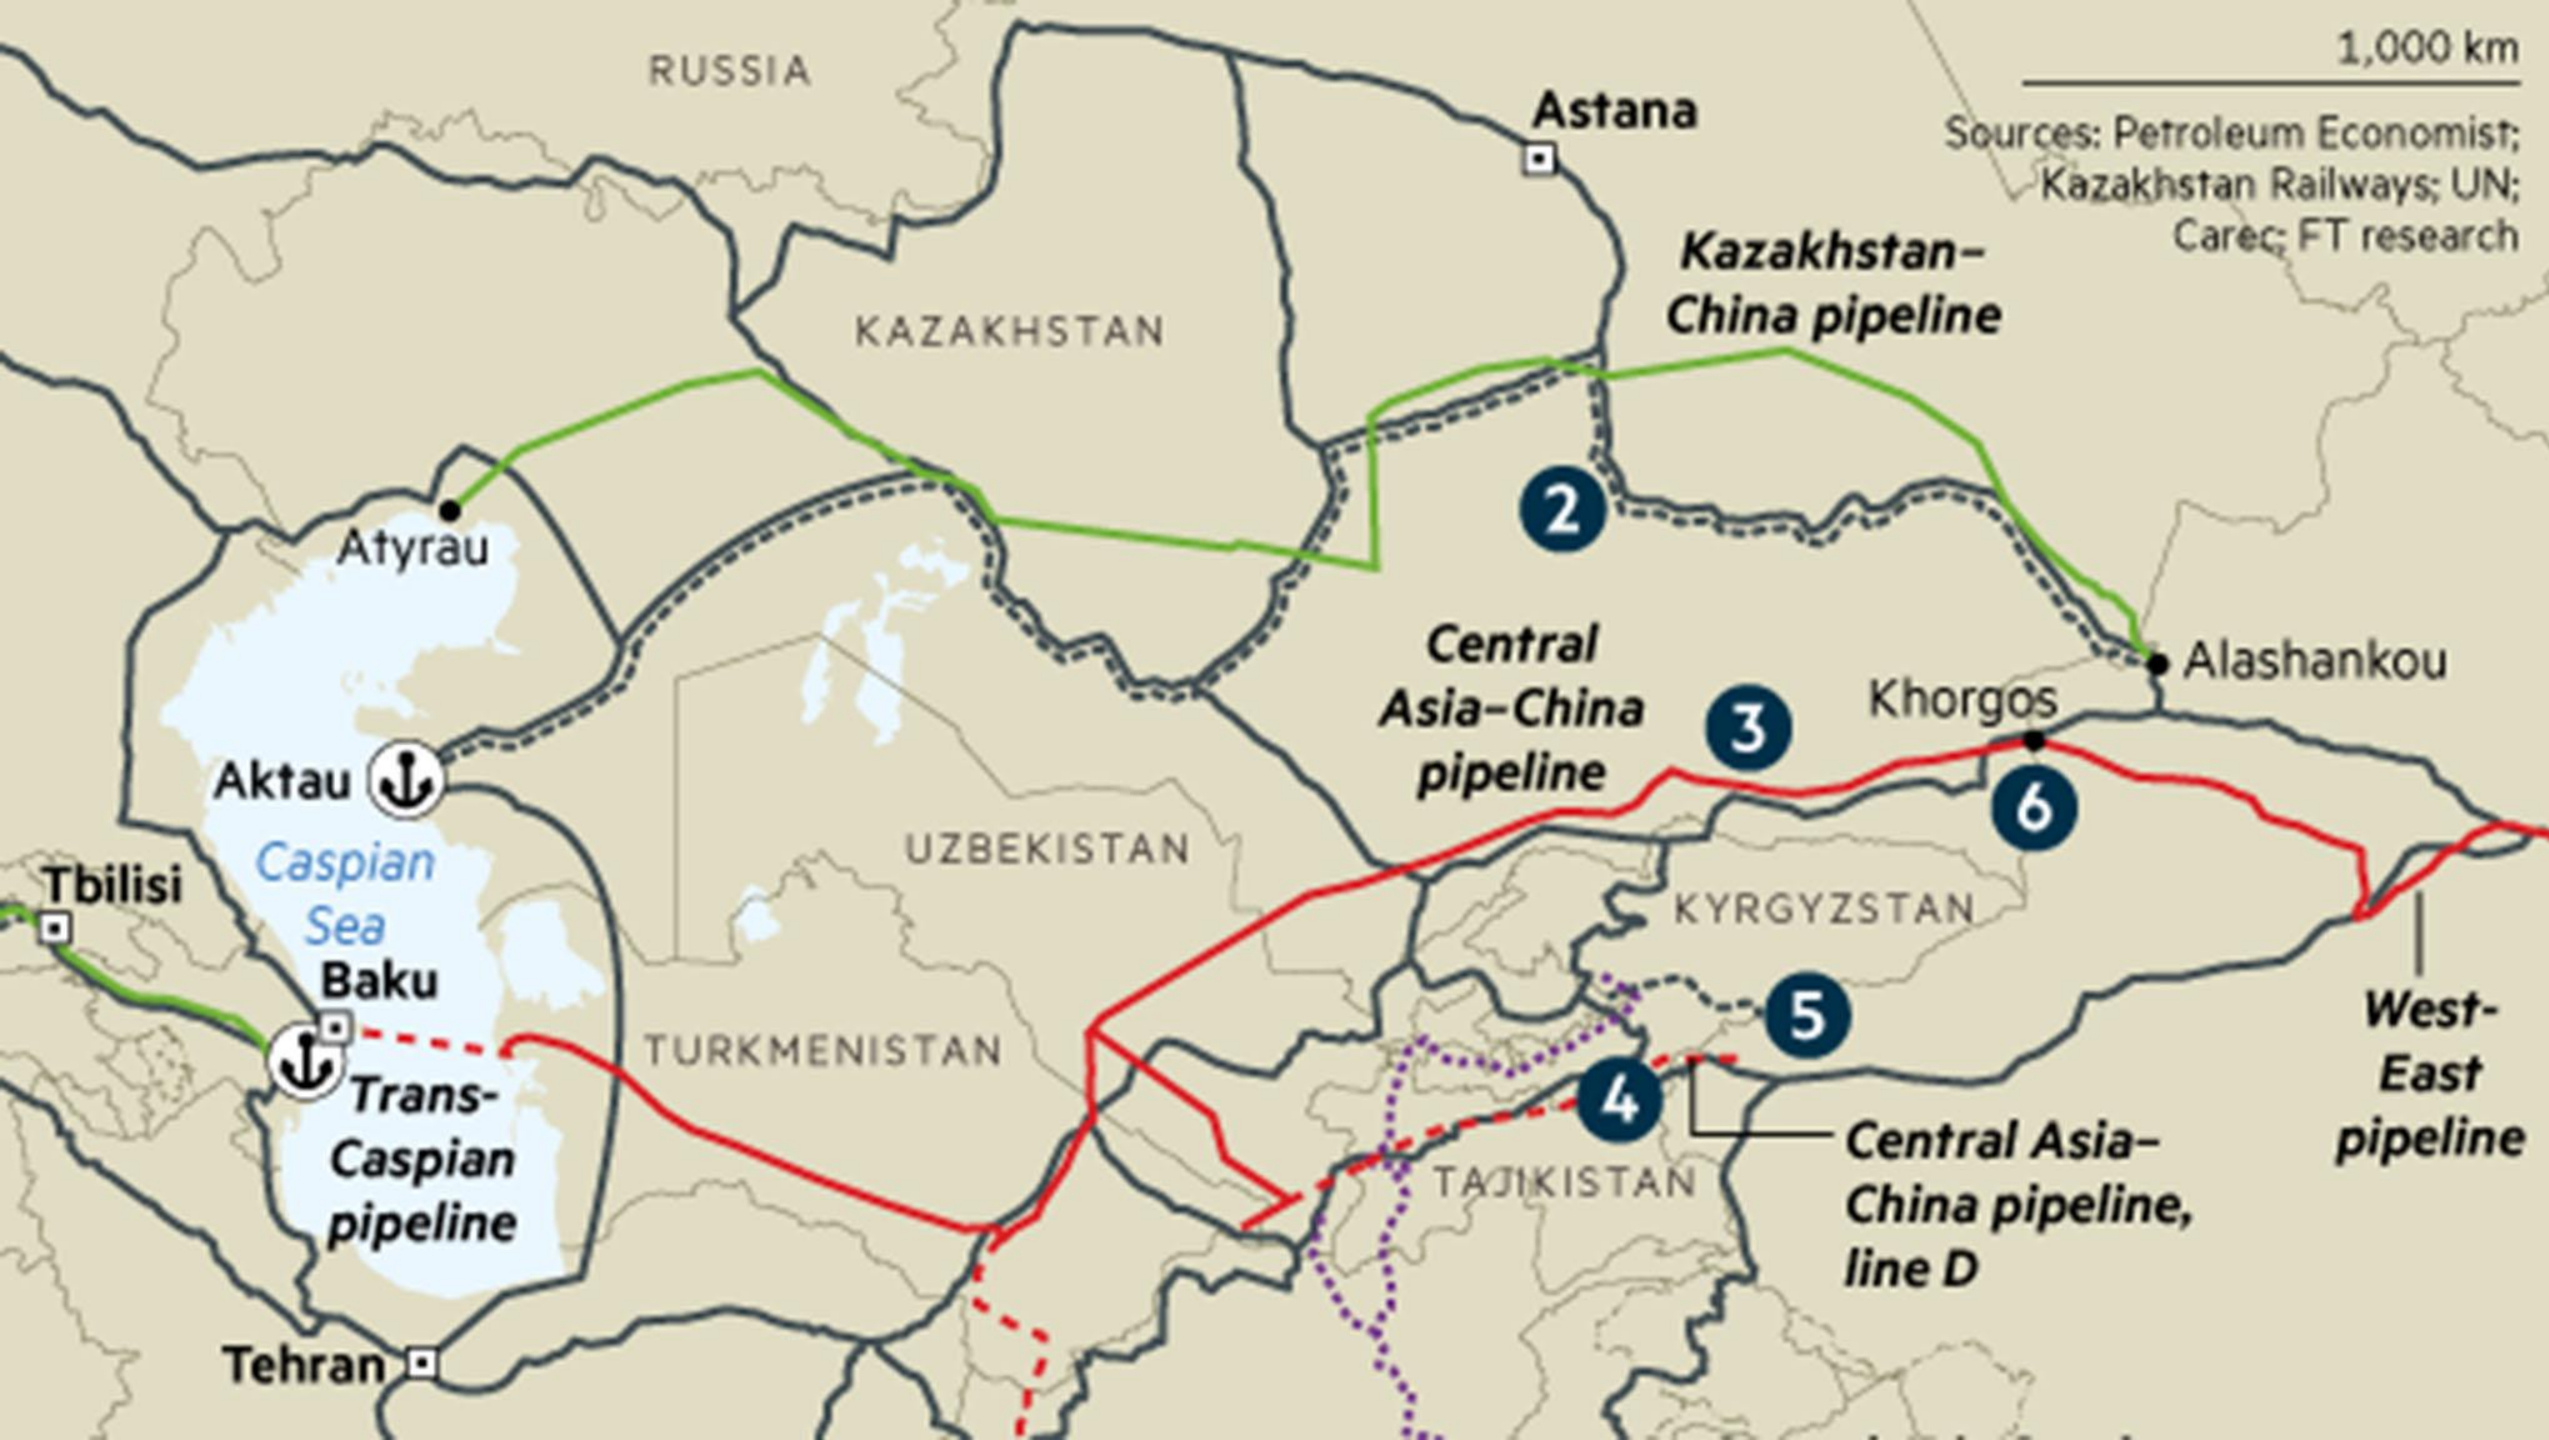 1,000 km
RUSSIA
Astana
Sources: Petroleum Economist;
Kazakhstan Railways; UN;
Carec; FT research
Kazakhstan–
China pipeline
KAZAKHSTAN
2
Atyrau
Central
Asia–China
pipeline
3
Khorgos
Alashankou
Aktau
6
Caspian
Sea
UZBEKISTAN
Tbilisi
KYRGYZSTAN
Baku
5
West-
East
pipeline
TURKMENISTAN
4
Trans-
Caspian
pipeline
TAJIKISTAN
Central Asia–
China pipeline,
line D
Tehran